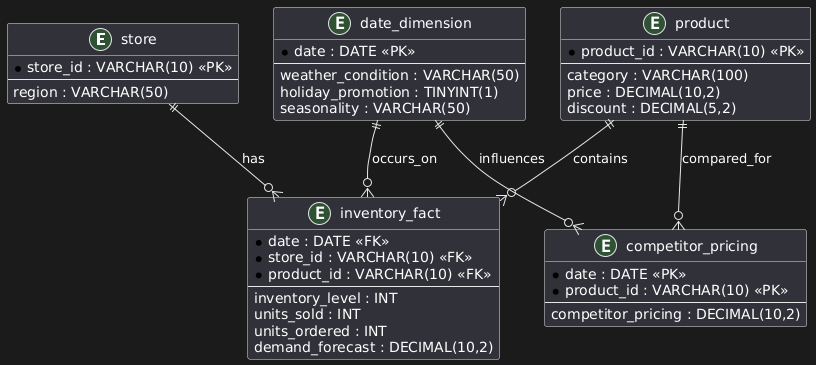 E store
* store_id : VARCHAR(10) «PK»
region : VARCHAR(50)
E date_dimension
* date : DATE «PK»
weather_condition : VARCHAR(50)
holiday_promotion : TINYINT(1)
seasonality : VARCHAR(50)
E product
* product_id : VARCHAR(10) «PK»
category : VARCHAR(100)
price : DECIMAL(10,2)
discount : DECIMAL(5,2)
has
occurs_on
influences
contains
compared_for
E inventory_fact
* date : DATE «FK»
* store_id : VARCHAR(10) «FK»
* product_id : VARCHAR(10) «FK»
inventory_level : INT
units_sold : INT
units_ordered : INT
demand_forecast : DECIMAL(10,2)
E competitor_pricing
* date : DATE «PK»
* product_id : VARCHAR(10) «PK»
competitor_pricing : DECIMAL(10,2)